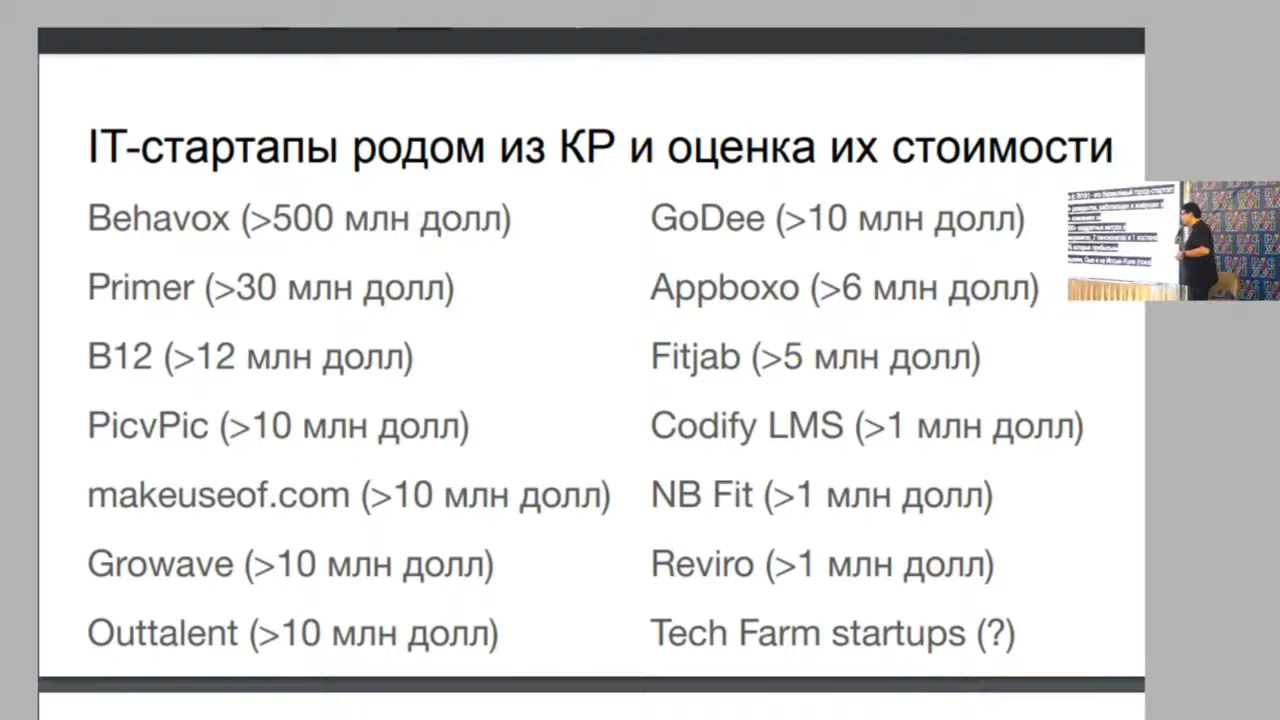 IT-стартапы родом из КР и оценка их стоимости
Behavox (>500 млн долл)
Primer (>30 млн долл)
B12 (>12 млн долл)
PicvPic (>10 млн долл)
makeuseof.com (>10 млн долл)
Growave (>10 млн долл)
Outtalent (>10 млн долл)
GoDee (>10 млн долл)
Appboxo (>6 млн долл)
Fitjab (>5 млн долл)
Codify LMS (>1 млн долл)
NB Fit (>1 млн долл)
Reviro (>1 млн долл)
Tech Farm startups (?)